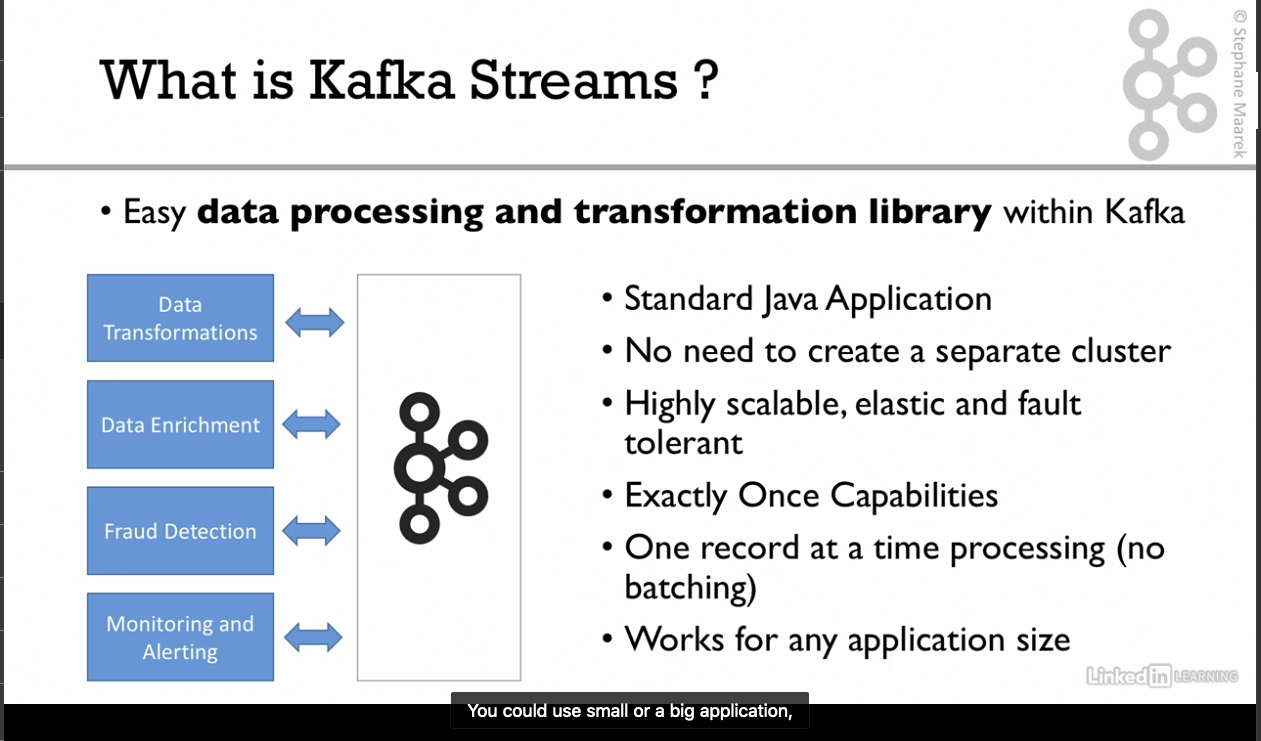 What is Kafka Streams ?
© Stephane Maarek
• Easy data processing and transformation library within Kafka
Data
Transformations
Data Enrichment
Fraud Detection
Monitoring and
Alerting
• Standard Java Application
• No need to create a separate cluster
• Highly scalable, elastic and fault
tolerant
• Exactly Once Capabilities
• One record at a time processing (no
batching)
• Works for any application size
LinkedIn LEARNING
You could use small or a big application,